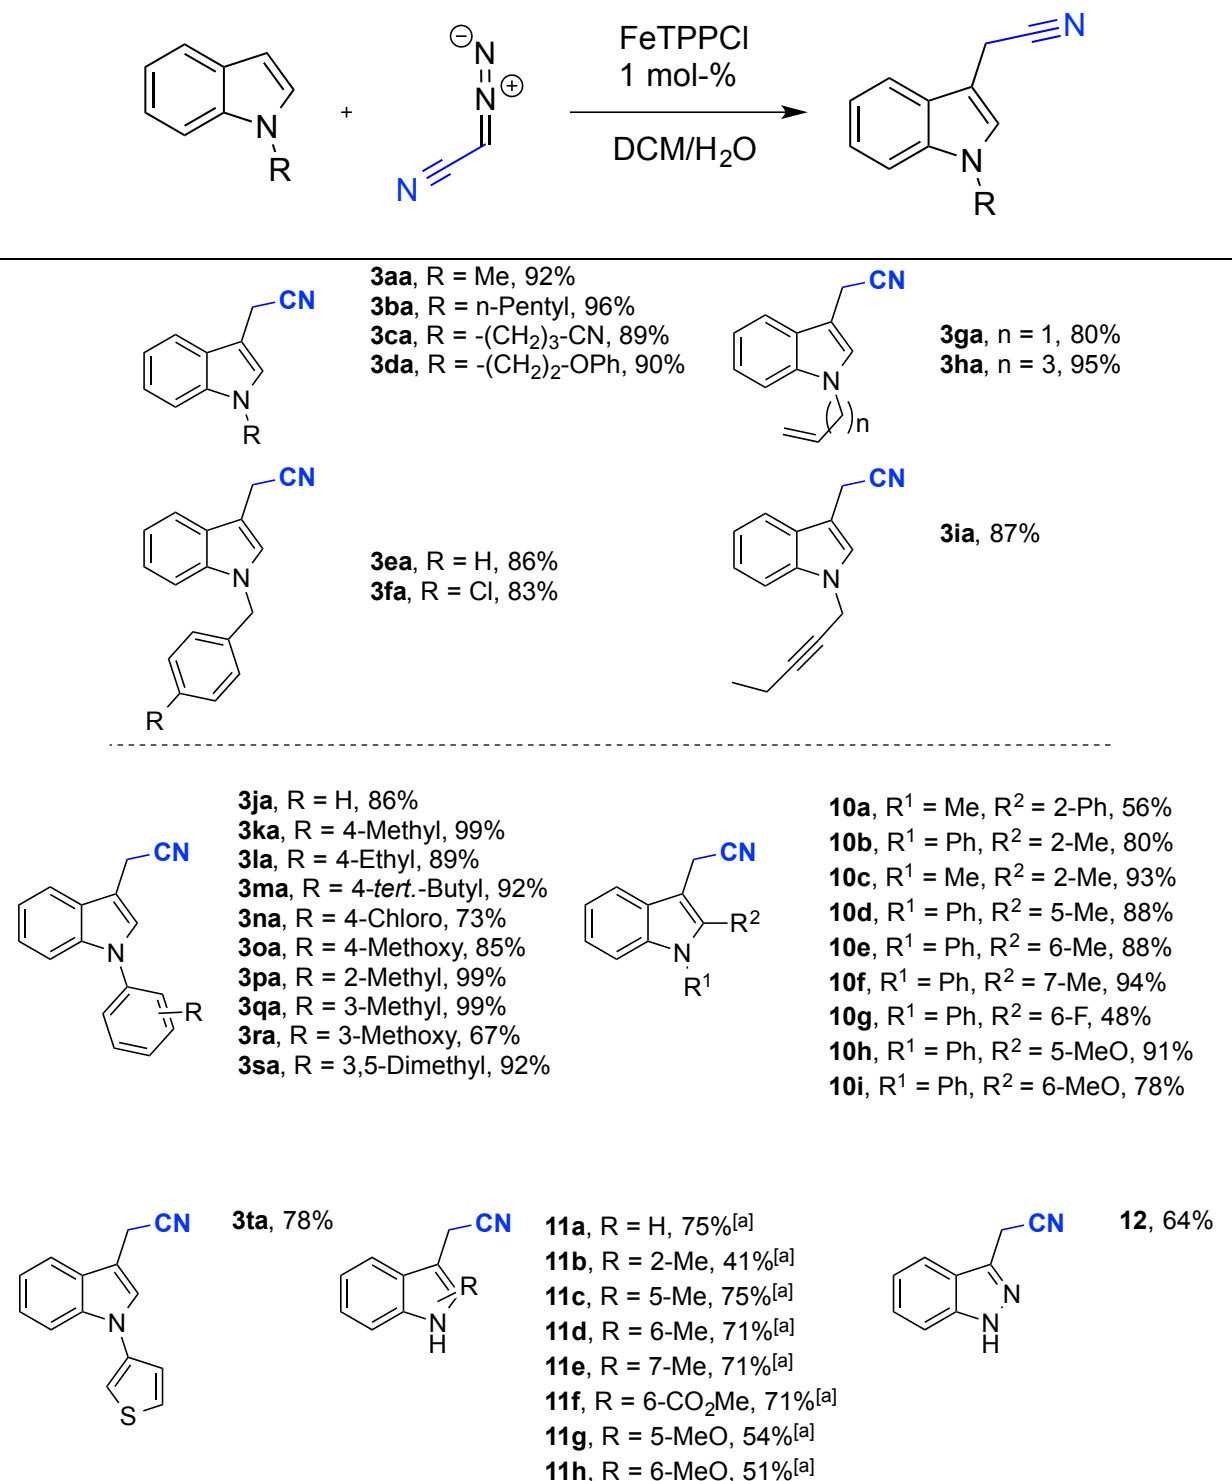 FeTPPCl
1 mol-%
DCM/H2O
N
R
+
N⊖
N⊕
N
N
N
R
CN
N
R
3aa, R = Me, 92%
3ba, R = n-Pentyl, 96%
3ca, R = -(CH2)3-CN, 89%
3da, R = -(CH2)2-OPh, 90%
CN
N
( )n
3ga, n = 1, 80%
3ha, n = 3, 95%
CN
N
R
3ea, R = H, 86%
3fa, R = Cl, 83%
CN
N
3ia, 87%
CN
N
R
3ja, R = H, 86%
3ka, R = 4-Methyl, 99%
3la, R = 4-Ethyl, 89%
3ma, R = 4-tert.-Butyl, 92%
3na, R = 4-Chloro, 73%
3oa, R = 4-Methoxy, 85%
3pa, R = 2-Methyl, 99%
3qa, R = 3-Methyl, 99%
3ra, R = 3-Methoxy, 67%
3sa, R = 3,5-Dimethyl, 92%
CN
R2
N
R1
10a, R1 = Me, R2 = 2-Ph, 56%
10b, R1 = Ph, R2 = 2-Me, 80%
10c, R1 = Me, R2 = 2-Me, 93%
10d, R1 = Ph, R2 = 5-Me, 88%
10e, R1 = Ph, R2 = 6-Me, 88%
10f, R1 = Ph, R2 = 7-Me, 94%
10g, R1 = Ph, R2 = 6-F, 48%
10h, R1 = Ph, R2 = 5-MeO, 91%
10i, R1 = Ph, R2 = 6-MeO, 78%
CN
N
S
3ta, 78%
CN
R
N
H
11a, R = H, 75%[a]
11b, R = 2-Me, 41%[a]
11c, R = 5-Me, 75%[a]
11d, R = 6-Me, 71%[a]
11e, R = 7-Me, 71%[a]
11f, R = 6-CO2Me, 71%[a]
11g, R = 5-MeO, 54%[a]
11h, R = 6-MeO, 51%[a]
CN
N
N
H
12, 64%